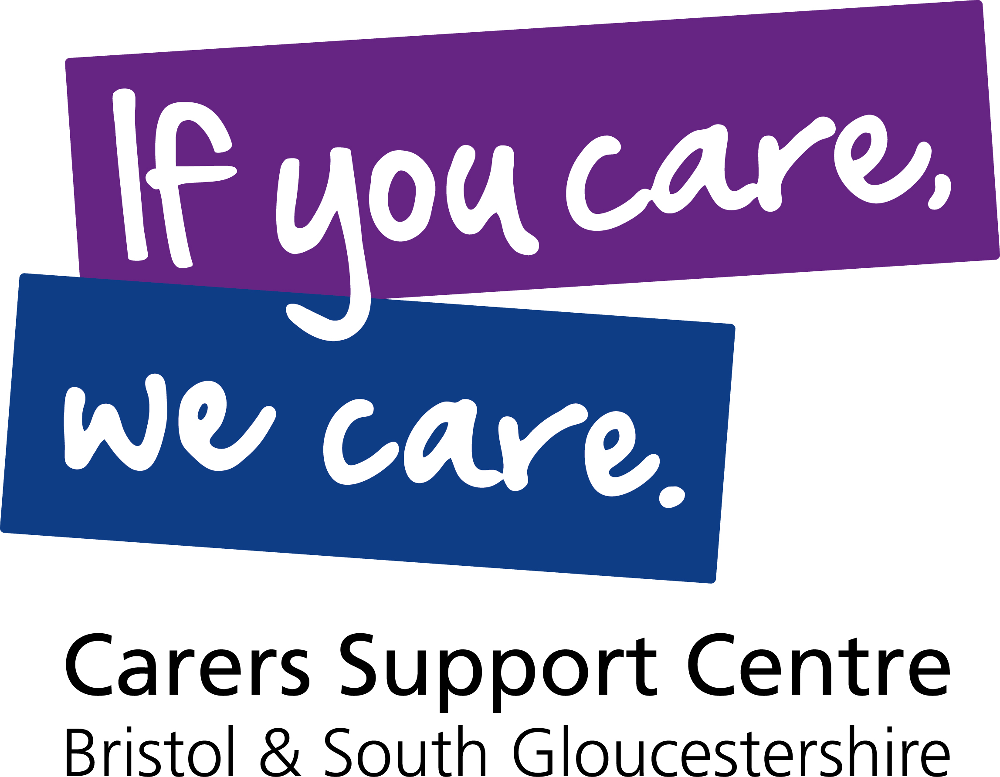 If you care,
we care.
Carers Support Centre
Bristol & South Gloucestershire